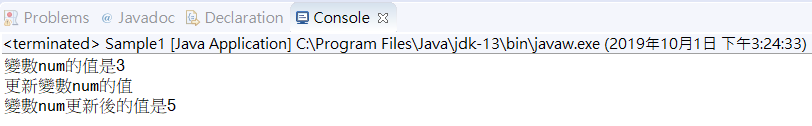 Problems @ Javadoc Declaration Console
<terminated> Sample1 [Java Application] C:\Program Files\Java\jdk-13\bin\javaw.exe (2019年10月1日 下午3:24:33)
變數num的值是3
更新變數num的值
變數num更新後的值是5